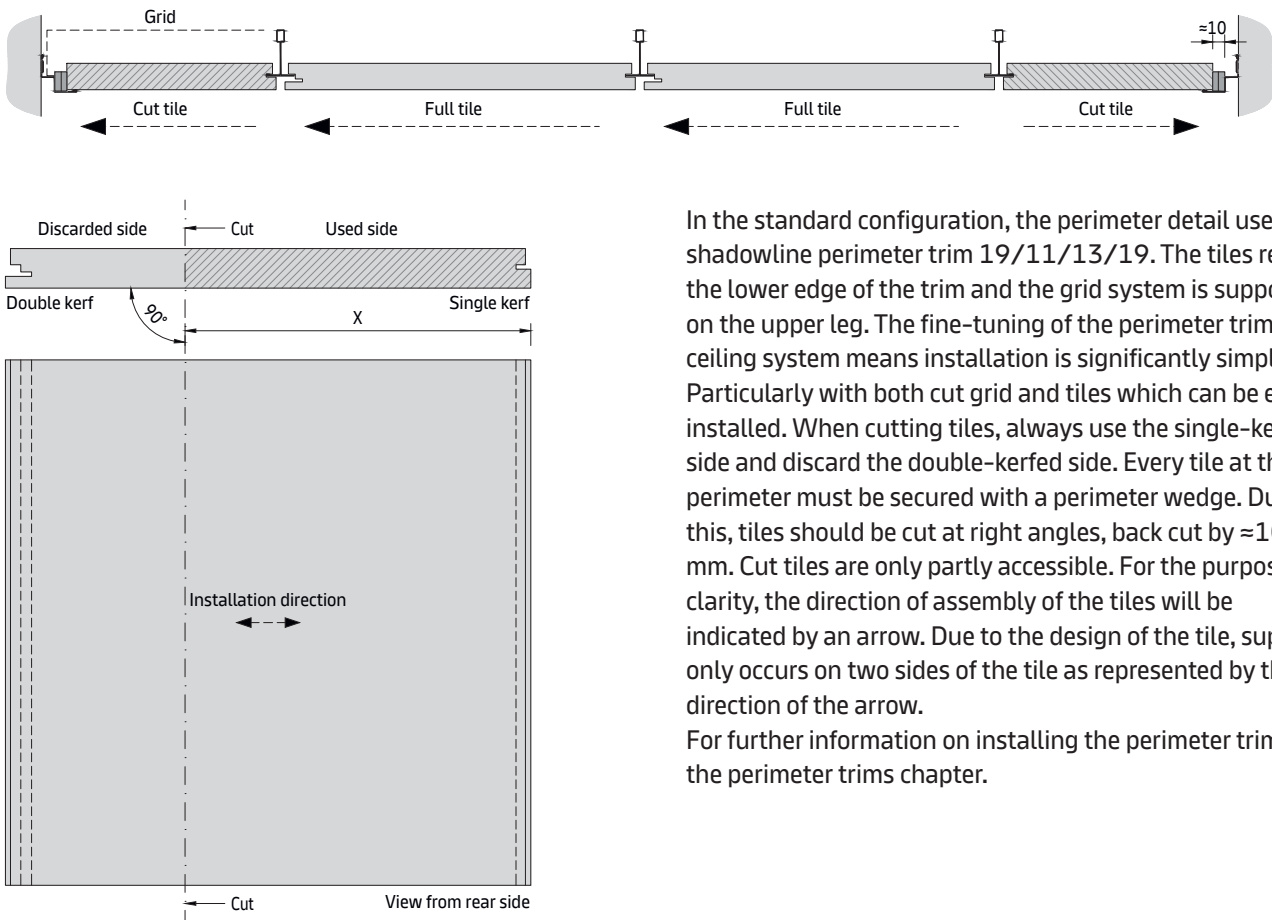 Grid
≈10
Cut tile
Full tile
Full tile
Cut tile
Discarded side
Cut
Used side
Double kerf
90°
X
Single kerf
Installation direction
Cut
View from rear side
In the standard configuration, the perimeter detail use
shadowline perimeter trim 19/11/13/19. The tiles re
the lower edge of the trim and the grid system is suppo
on the upper leg. The fine-tuning of the perimeter trim
ceiling system means installation is significantly simpl
Particularly with both cut grid and tiles which can be e
installed. When cutting tiles, always use the single-ke
side and discard the double-kerfed side. Every tile at th
perimeter must be secured with a perimeter wedge. Du
this, tiles should be cut at right angles, back cut by ≈1
mm. Cut tiles are only partly accessible. For the purpos
clarity, the direction of assembly of the tiles will be
indicated by an arrow. Due to the design of the tile, sup
only occurs on two sides of the tile as represented by th
direction of the arrow.
For further information on installing the perimeter trim
the perimeter trims chapter.